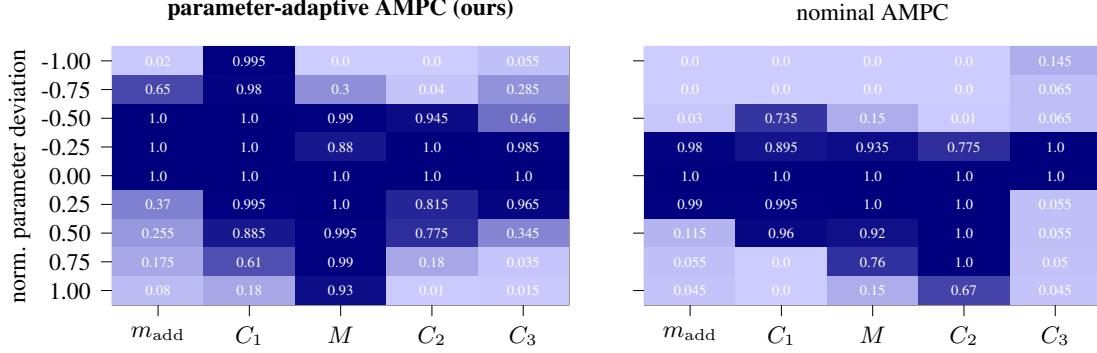 parameter-adaptive AMPC (ours)
nominal AMPC
norm. parameter deviation
-1.00 0.02 0.995 0.0 0.0 0.055 0.0 0.0 0.0 0.0 0.145
-0.75 0.65 0.98 0.3 0.04 0.285 0.0 0.0 0.0 0.0 0.065
-0.50 1.0 1.0 0.99 0.945 0.46 0.03 0.735 0.15 0.01 0.065
-0.25 1.0 1.0 0.88 1.0 0.985 0.98 0.895 0.935 0.775 1.0
0.00 1.0 1.0 1.0 1.0 1.0 1.0 1.0 1.0 1.0 1.0
0.25 0.37 0.995 1.0 0.815 0.965 0.99 0.995 1.0 1.0 0.055
0.50 0.255 0.885 0.995 0.775 0.345 0.115 0.96 0.92 1.0 0.055
0.75 0.175 0.61 0.99 0.18 0.035 0.055 0.0 0.76 1.0 0.05
1.00 0.08 0.18 0.93 0.01 0.015 0.045 0.0 0.15 0.67 0.045
m_add C_1 M C_2 C_3 m_add C_1 M C_2 C_3